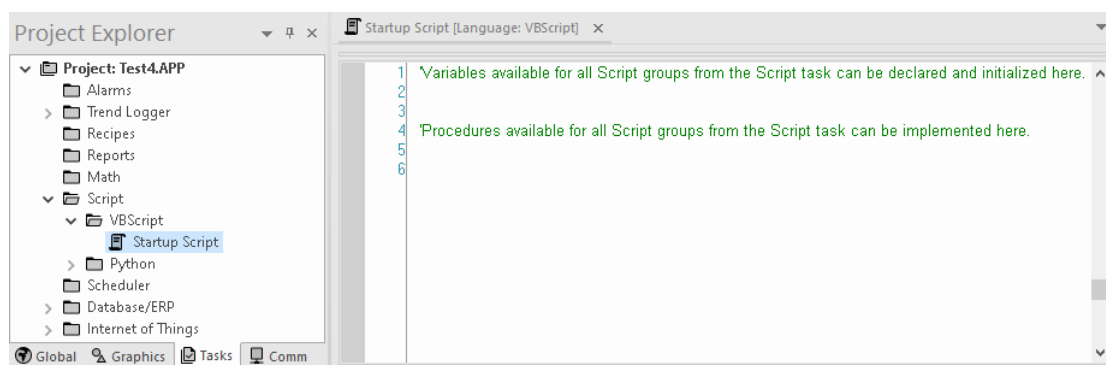 Project Explorer
Project: Test4.APP
Alarms
Trend Logger
Recipes
Reports
Math
Script
VBScript
Startup Script
Python
Scheduler
Database/ERP
Internet of Things
Global Graphics Tasks Comm
Startup Script [Language: VBScript]
1 'Variables available for all Script groups from the Script task can be declared and initialized here.
2
3
4 'Procedures available for all Script groups from the Script task can be implemented here.
5
6